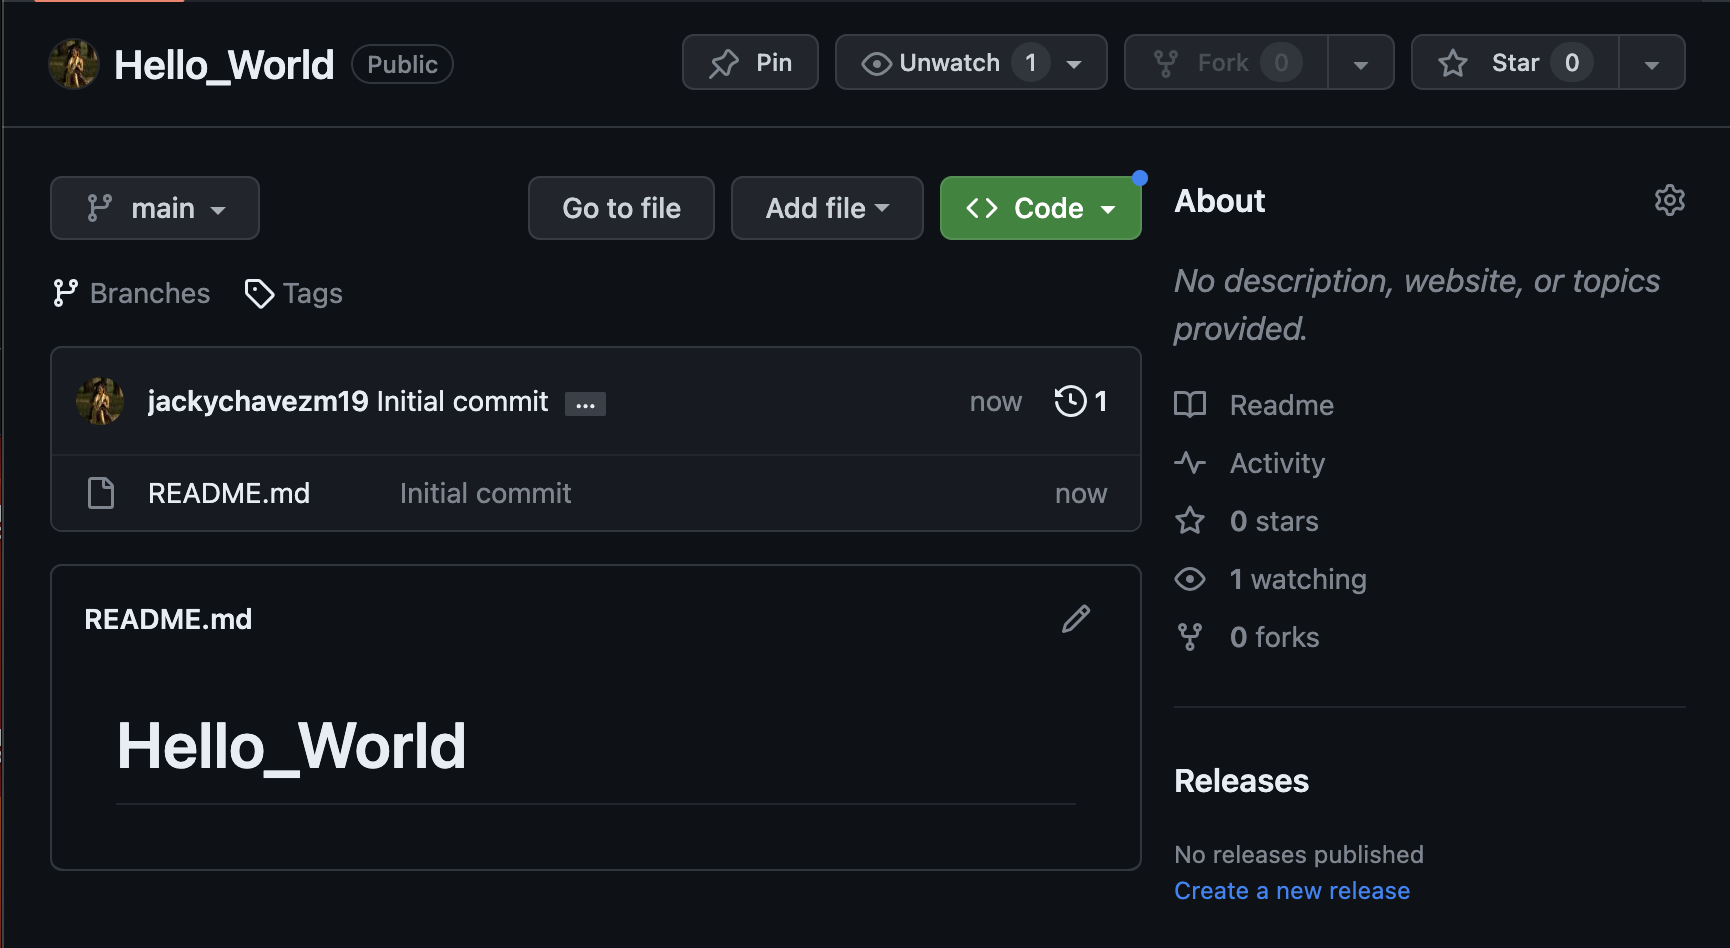 Hello_World Public Pin Unwatch 1 Fork 0 Star 0
main Go to file Add file Code
Branches Tags
jackychavezm19 Initial commit ... now 1
README.md Initial commit now
README.md
Hello_World
About
No description, website, or topics
provided.
Readme
Activity
0 stars
1 watching
0 forks
Releases
No releases published
Create a new release